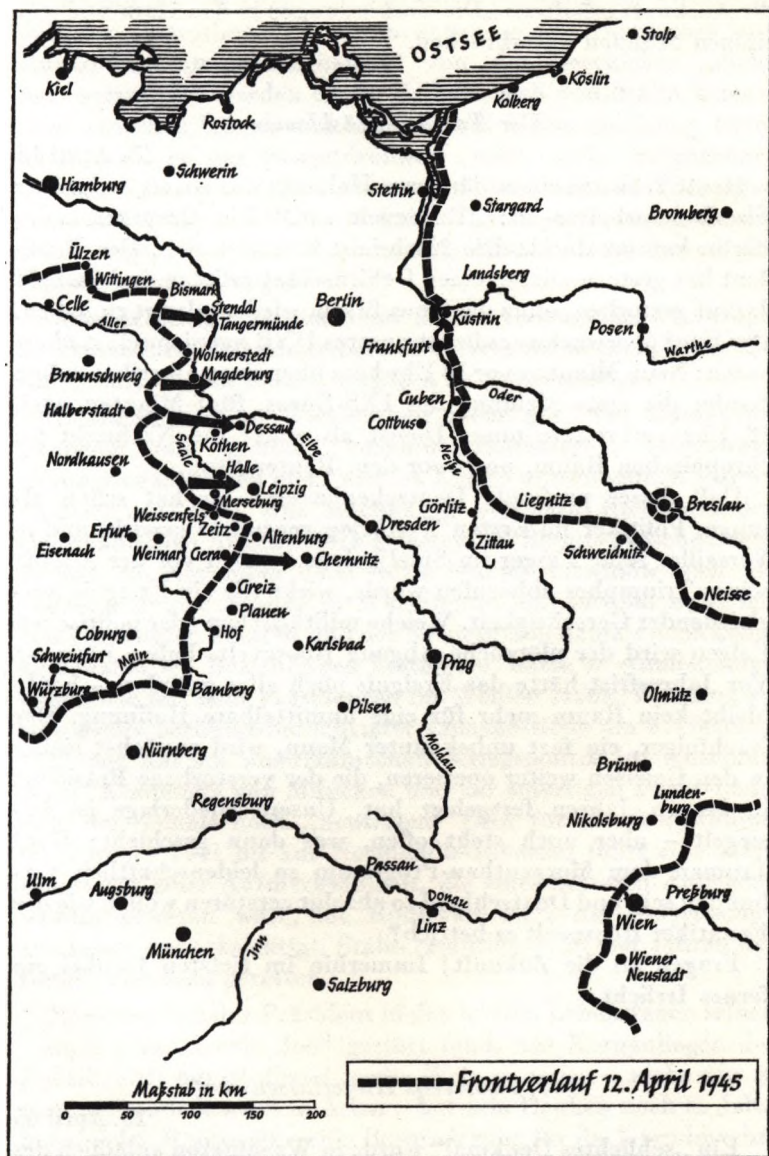 OSTSEE
Stolp
Kiel
Köslin
Kolberg
Rostock
Schwerin
Hamburg
Stettin
Stargard
Bromberg
Ülzen
Wittingen
Bismark
Landsberg
Celle
Stendal
Berlin
Aller
Tangermünde
Küstrin
Posen
Warthe
Wolmerstedt
Frankfurt
Braunschweig
Magdeburg
Guben
Oder
Halberstadt
Dessau
Elbe
Cottbus
Köthen
Saale
Neiße
Nordhausen
Halle
Leipzig
Breslau
Merseburg
Liegnitz
Weissenfels
Görlitz
Zeitz
Dresden
Erfurt
Altenburg
Schweidnitz
Eisenach
Weimar
Gera
Chemnitz
Zittau
Greiz
Neisse
Plauen
Coburg
Hof
Karlsbad
Schweinfurt
Main
Prag
Würzburg
Bamberg
Pilsen
Olmütz
Moldau
Nürnberg
Brünn
Lunden-
burg
Regensburg
Nikolsburg
Passau
Ulm
Augsburg
Donau
Preßburg
Linz
Wien
München
Inn
Wiener
Neustadt
Salzburg
Maßstab in km
0 50 100 150 200
Frontverlauf 12. April 1945